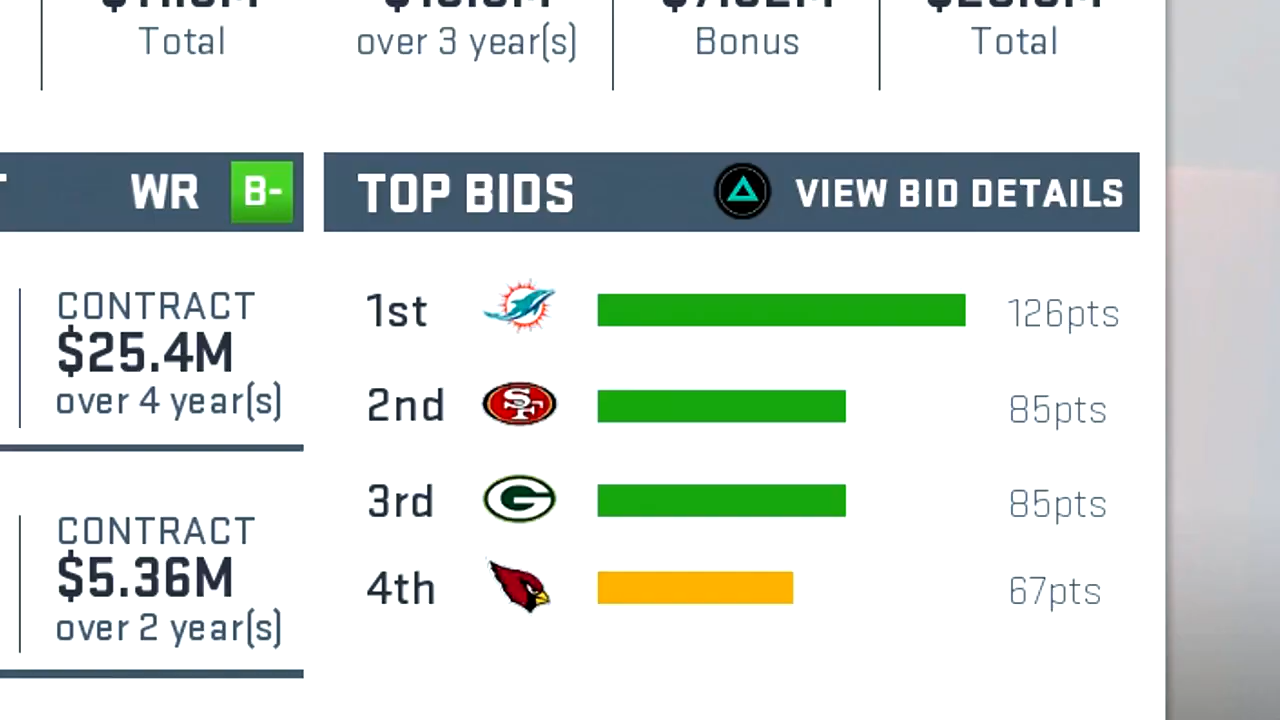 Total
over 3 year(s)
Bonus
Total
WR B-
TOP BIDS
VIEW BID DETAILS
CONTRACT
$25.4M
over 4 year(s)
CONTRACT
$5.36M
over 2 year(s)
1st 126pts
2nd SF 85pts
3rd G 85pts
4th 67pts